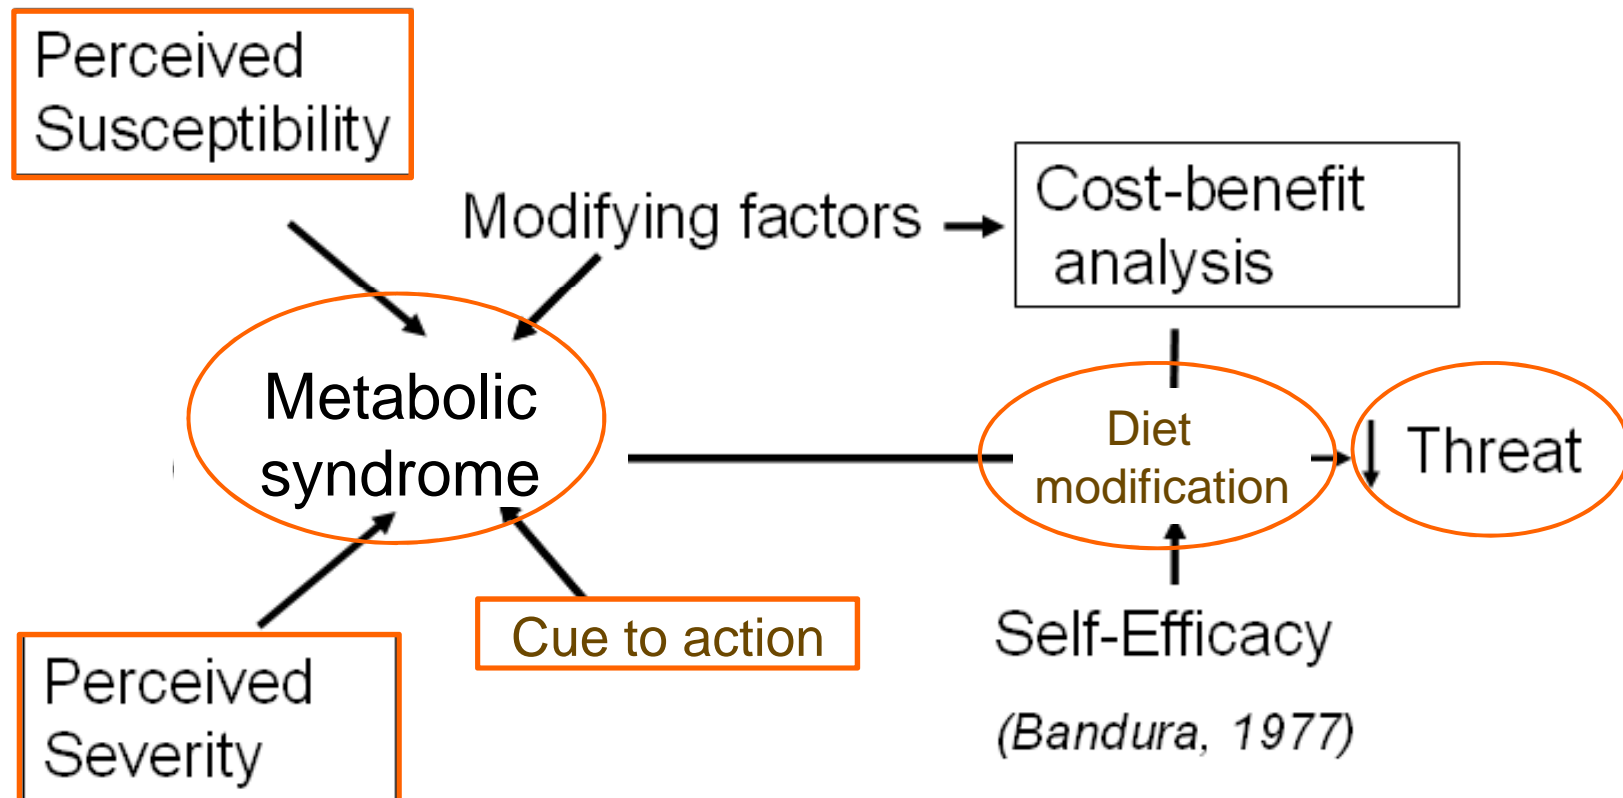 Perceived
Susceptibility
Modifying factors
Cost-benefit
analysis
Metabolic
syndrome
Diet
modification
Threat
Cue to action
Self-Efficacy
(Bandura, 1977)
Perceived
Severity